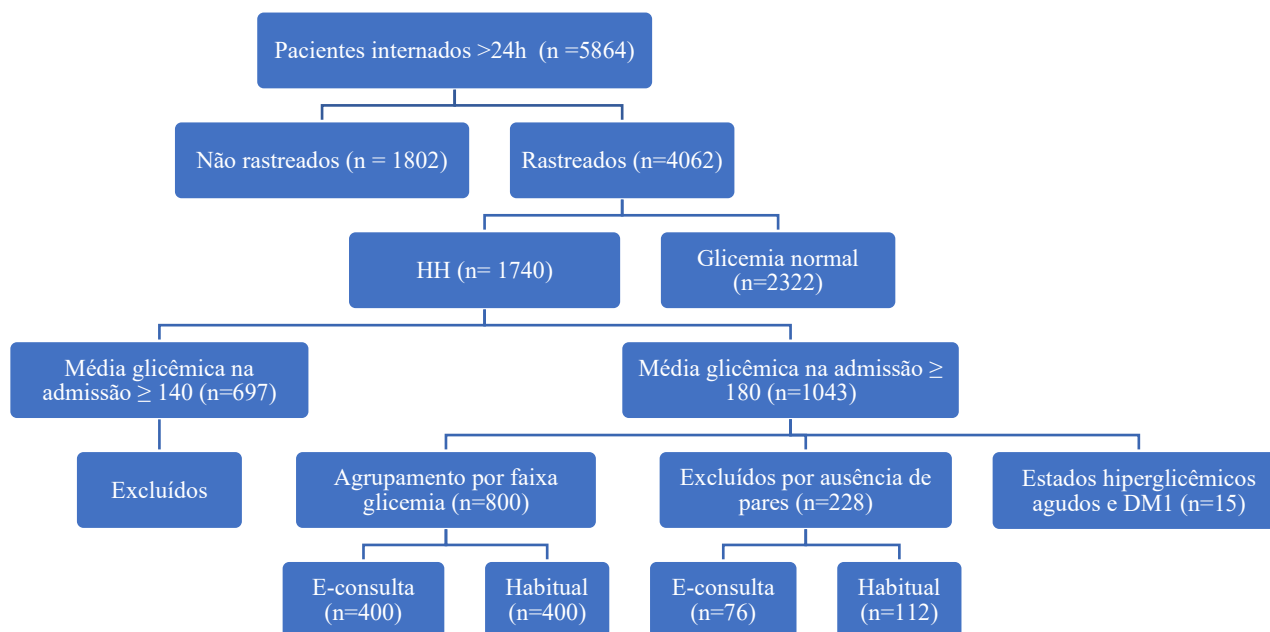 Pacientes internados >24h (n =5864)
Não rastreados (n = 1802)
Rastreados (n=4062)
HH (n= 1740)
Glicemia normal
(n=2322)
Média glicêmica na
admissão ≥ 140 (n=697)
Média glicêmica na admissão ≥
180 (n=1043)
Excluídos
Agrupamento por faixa
glicemia (n=800)
Excluídos por ausência de
pares (n=228)
Estados hiperglicêmicos
agudos e DM1 (n=15)
E-consulta
(n=400)
Habitual
(n=400)
E-consulta
(n=76)
Habitual
(n=112)